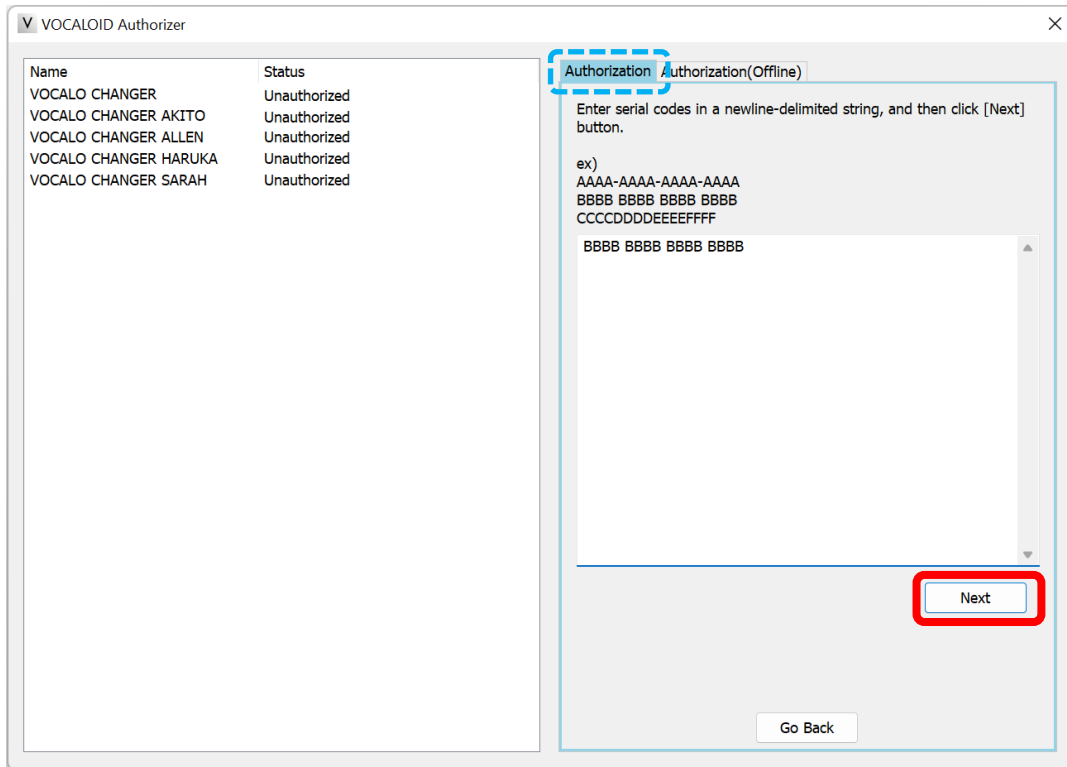 V VOCALOID Authorizer
Name Status
VOCALO CHANGER Unauthorized
VOCALO CHANGER AKITO Unauthorized
VOCALO CHANGER ALLEN Unauthorized
VOCALO CHANGER HARUKA Unauthorized
VOCALO CHANGER SARAH Unauthorized
Authorization Authorization(Offline)
Enter serial codes in a newline-delimited string, and then click [Next]
button.
ex)
AAAA-AAAA-AAAA-AAAA
BBBB BBBB BBBB BBBB
CCCCDDDDEEEEFFFF
BBBB BBBB BBBB BBBB
Next
Go Back